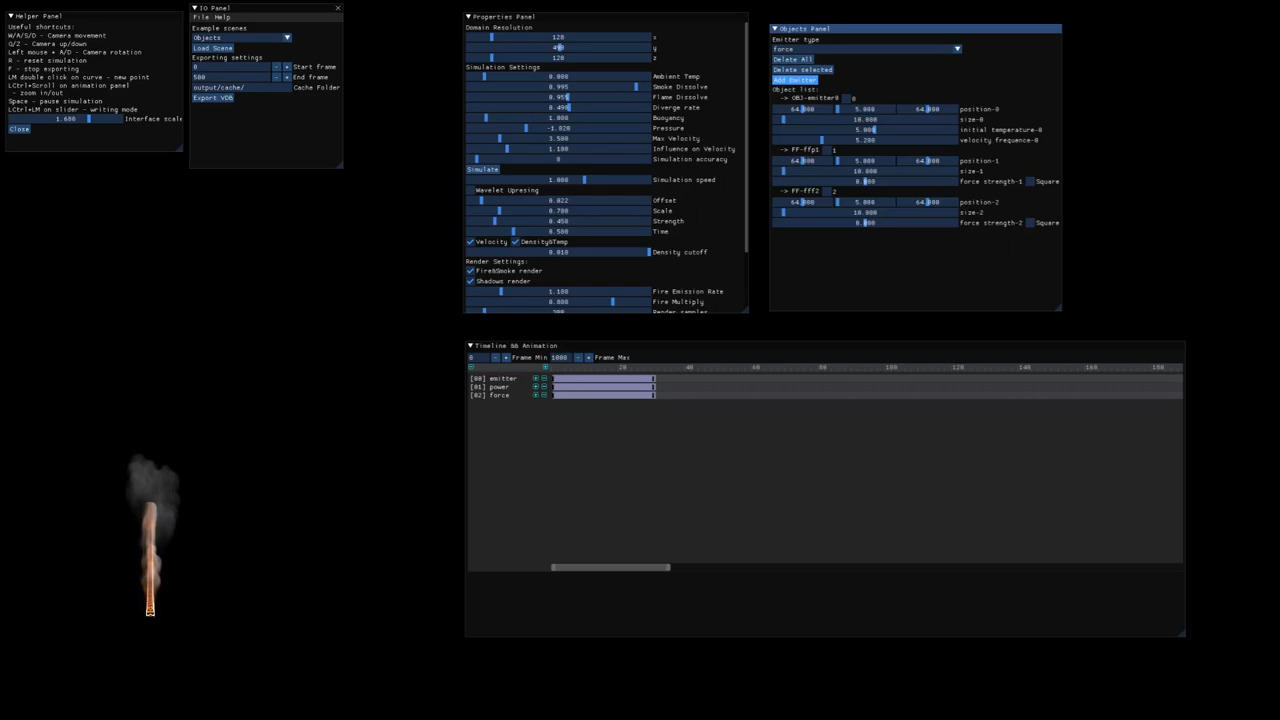 Helper Panel
Useful shortcuts:
W/A/S/D - Camera movement
Q/Z - Camera up/down
Left mouse + A/D - Camera rotation
R - reset simulation
F - stop exporting
LM double click on curve - new point
LCtrl+Scroll on animation panel
- zoom in/out
Space - pause simulation
LCtrl+LM on slider - writing mode
1.600 Interface scale
Close
IO Panel
File Help
Example scenes
Objects
Load Scene
Exporting settings
0 - + Start frame
500 - + End frame
output/cache/ Cache Folder
Export VDB
Properties Panel
Domain Resolution
128 x
y
128 z
Simulation Settings
0.000 Ambient Temp
0.995 Smoke Dissolve
Flame Dissolve
0.490 Diverge rate
Buoyancy
-1.020 Pressure
3.500 Max Velocity
1.100 Influence on Velocity
0 Simulation accuracy
Simulate
1.000 Simulation speed
Wavelet Upresing
0.022 Offset
0.700 Scale
0.450 Strength
0.500 Time
Velocity Density&Temp
0.010 Density cutoff
Render Settings:
Fire&Smoke render
Shadows render
1.100 Fire Emission Rate
0.800 Fire Multiply
Render samples
Objects Panel
Emitter type
force
Delete All
Delete selected
Add Emitter
Object list:
-> OBJ-emitter0 0
64.000 5.000 64.000 position-0
10.000 size-0
5.000 initial temperature-0
5.200 velocity frequence-0
-> FF-ffp1 1
64.000 5.000 64.000 position-1
10.000 size-1
0.000 force strength-1 Square
-> FF-fff2 2
64.000 5.000 64.000 position-2
10.000 size-2
0.000 force strength-2 Square
Timeline && Animation
0 - + Frame Min 1000 - + Frame Max
20 40 60 80 100 120 140 160 180
[00] emitter
[01] power
[02] force